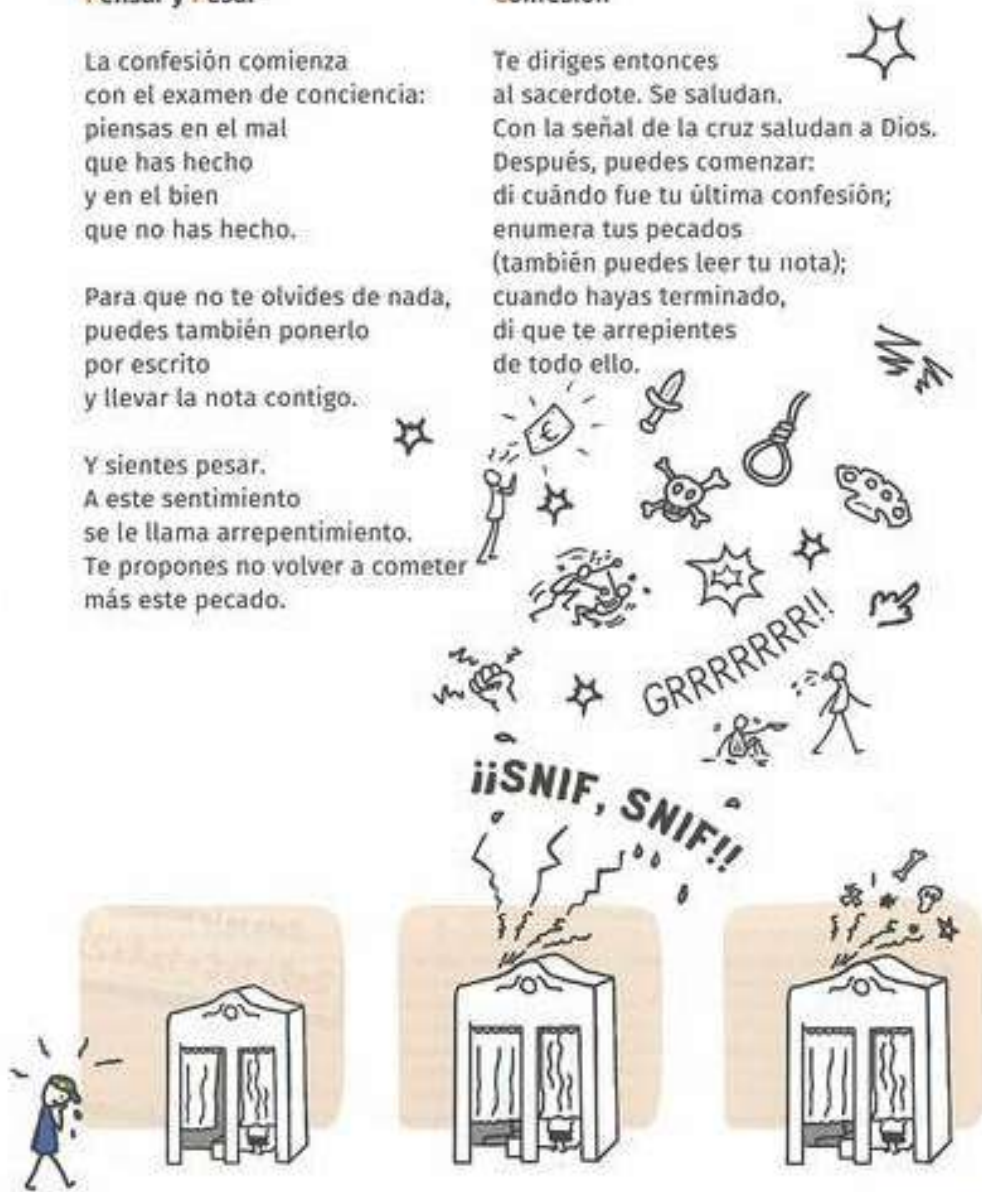 Pensar y Pesar
La confesión comienza
con el examen de conciencia:
piensas en el mal
que has hecho
y en el bien
que no has hecho.
Para que no te olvides de nada,
puedes también ponerlo
por escrito
y llevar la nota contigo.
Y sientes pesar.
A este sentimiento
se le llama arrepentimiento.
Te propones no volver a cometer
más este pecado.
Confesión
Te diriges entonces
al sacerdote. Se saludan.
Con la señal de la cruz saludan a Dios.
Después, puedes comenzar:
di cuándo fue tu última confesión;
enumera tus pecados
(también puedes leer tu nota);
cuando hayas terminado,
di que te arrepientes
de todo ello.
€
GRRRRRRR!!
¡¡SNIF, SNIF!!